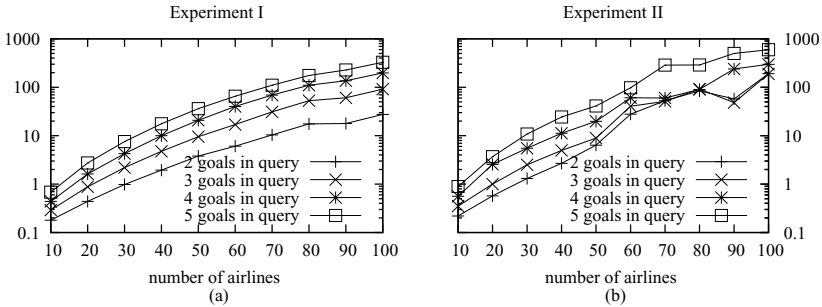 Experiment I
1000
100
10
1
0.1
2 goals in query
3 goals in query
4 goals in query
5 goals in query
10 20 30 40 50 60 70 80 90 100
number of airlines
(a)
Experiment II
1000
100
10
1
0.1
2 goals in query
3 goals in query
4 goals in query
5 goals in query
10 20 30 40 50 60 70 80 90 100
number of airlines
(b)